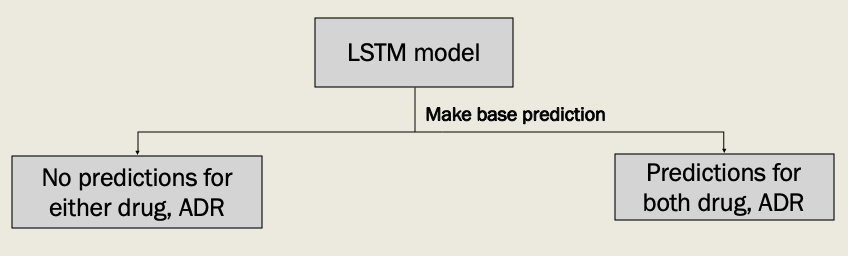 LSTM model
Make base prediction
No predictions for
either drug, ADR
Predictions for
both drug, ADR